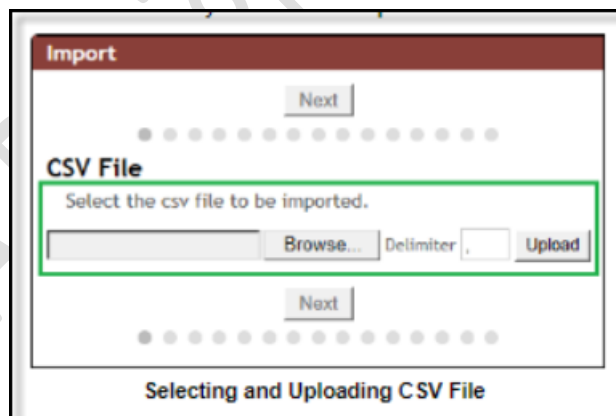 Import
Next
CSV File
Select the csv file to be imported.
Browse... Delimiter , Upload
Next
Selecting and Uploading CSV File